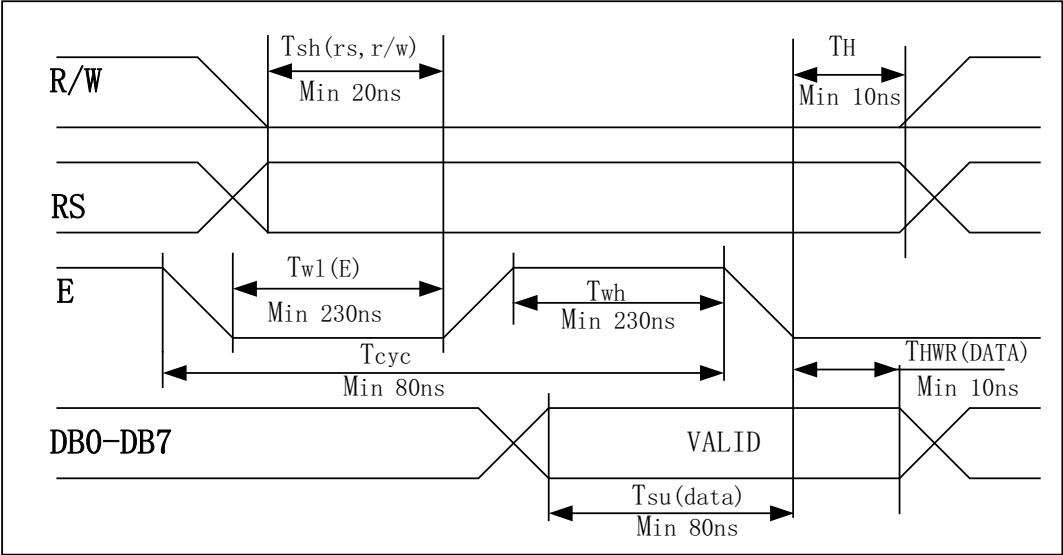 Tsh(rs,r/w)
TH
R/W
Min 20ns
Min 10ns
RS
Twl(E)
E
Twh
Min 230ns
Min 230ns
Tcyc
THWR(DATA)
Min 80ns
Min 10ns
DB0-DB7
VALID
Tsu(data)
Min 80ns